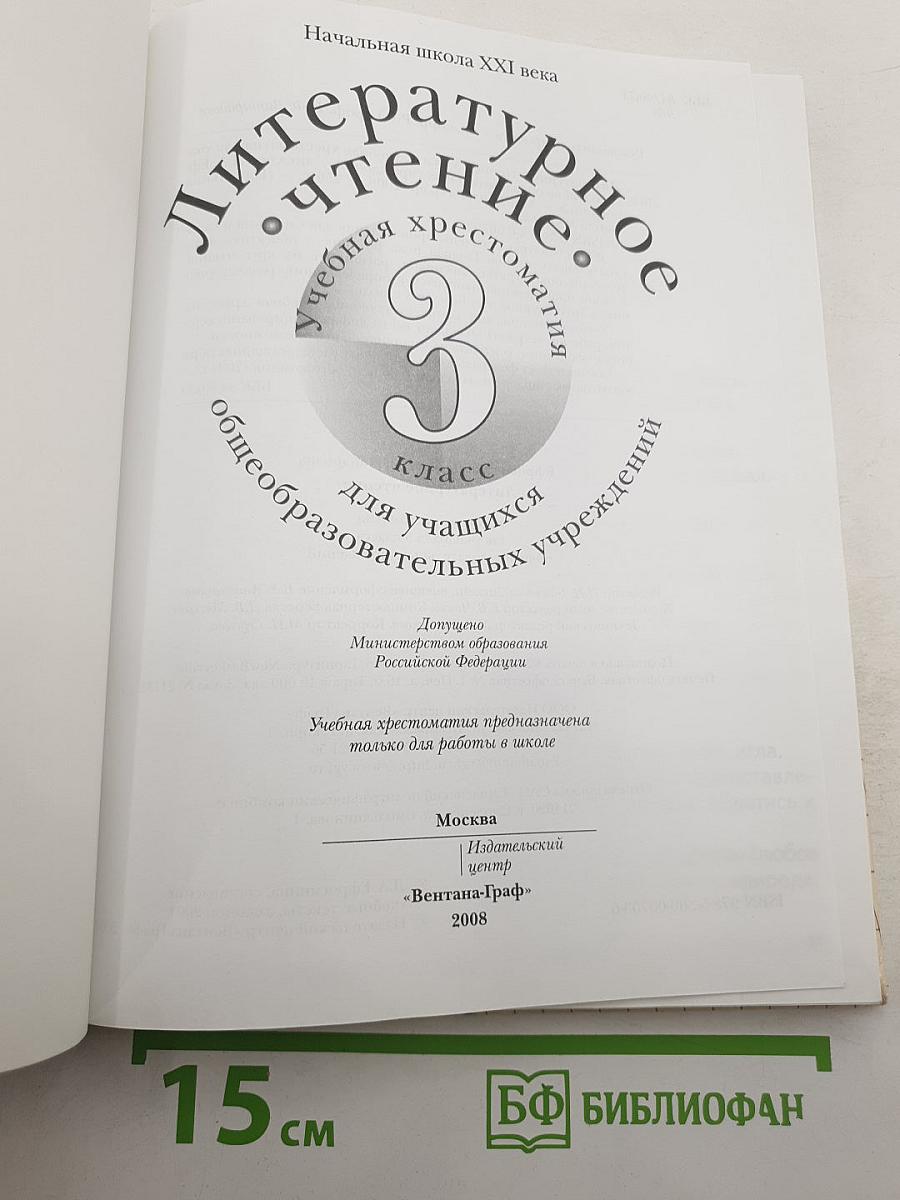 Начальная школа XXI века
Литературное
• чтение •
Учебная хрестоматия
3
класс
для учащихся
общеобразовательных учреждений
Допущено
Министерством образования
Российской Федерации
Учебная хрестоматия предназначена
только для работы в школе
Москва
Издательский
центр
«Вентана-Граф»
2008
15 см
БФ БИБЛИОФАН